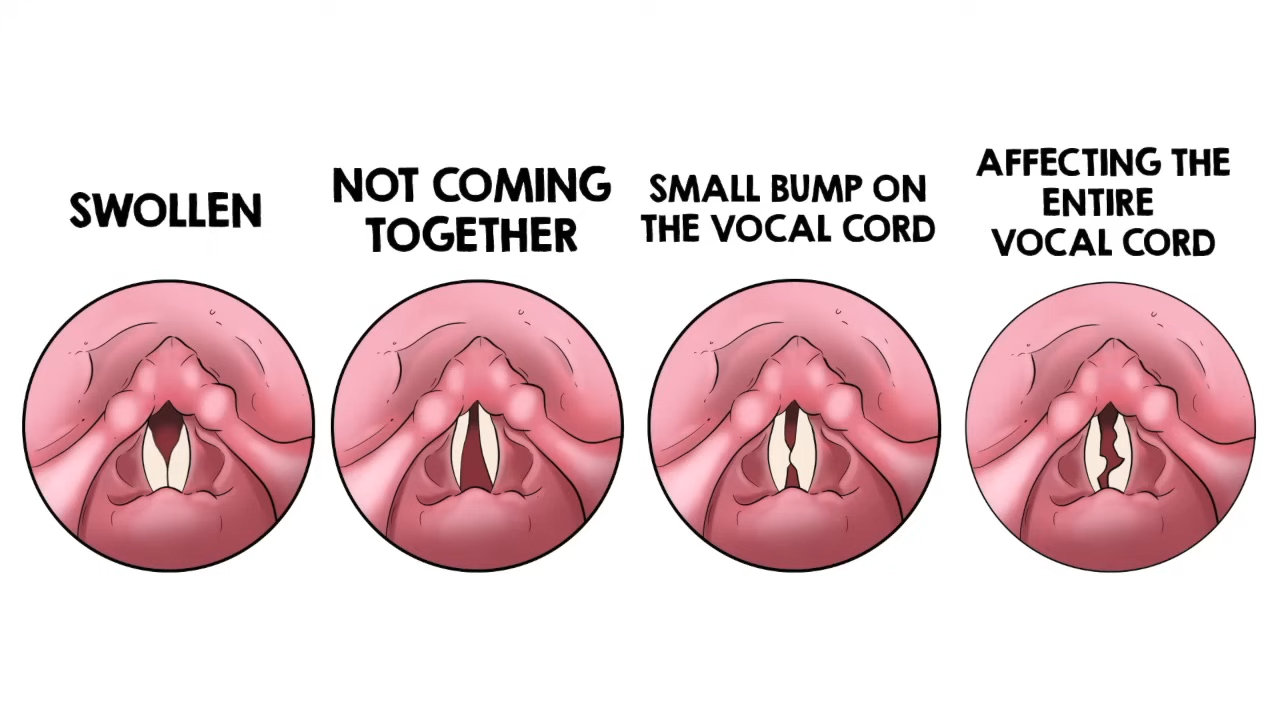 SWOLLEN
NOT COMING
TOGETHER
SMALL BUMP ON
THE VOCAL CORD
AFFECTING THE
ENTIRE
VOCAL CORD